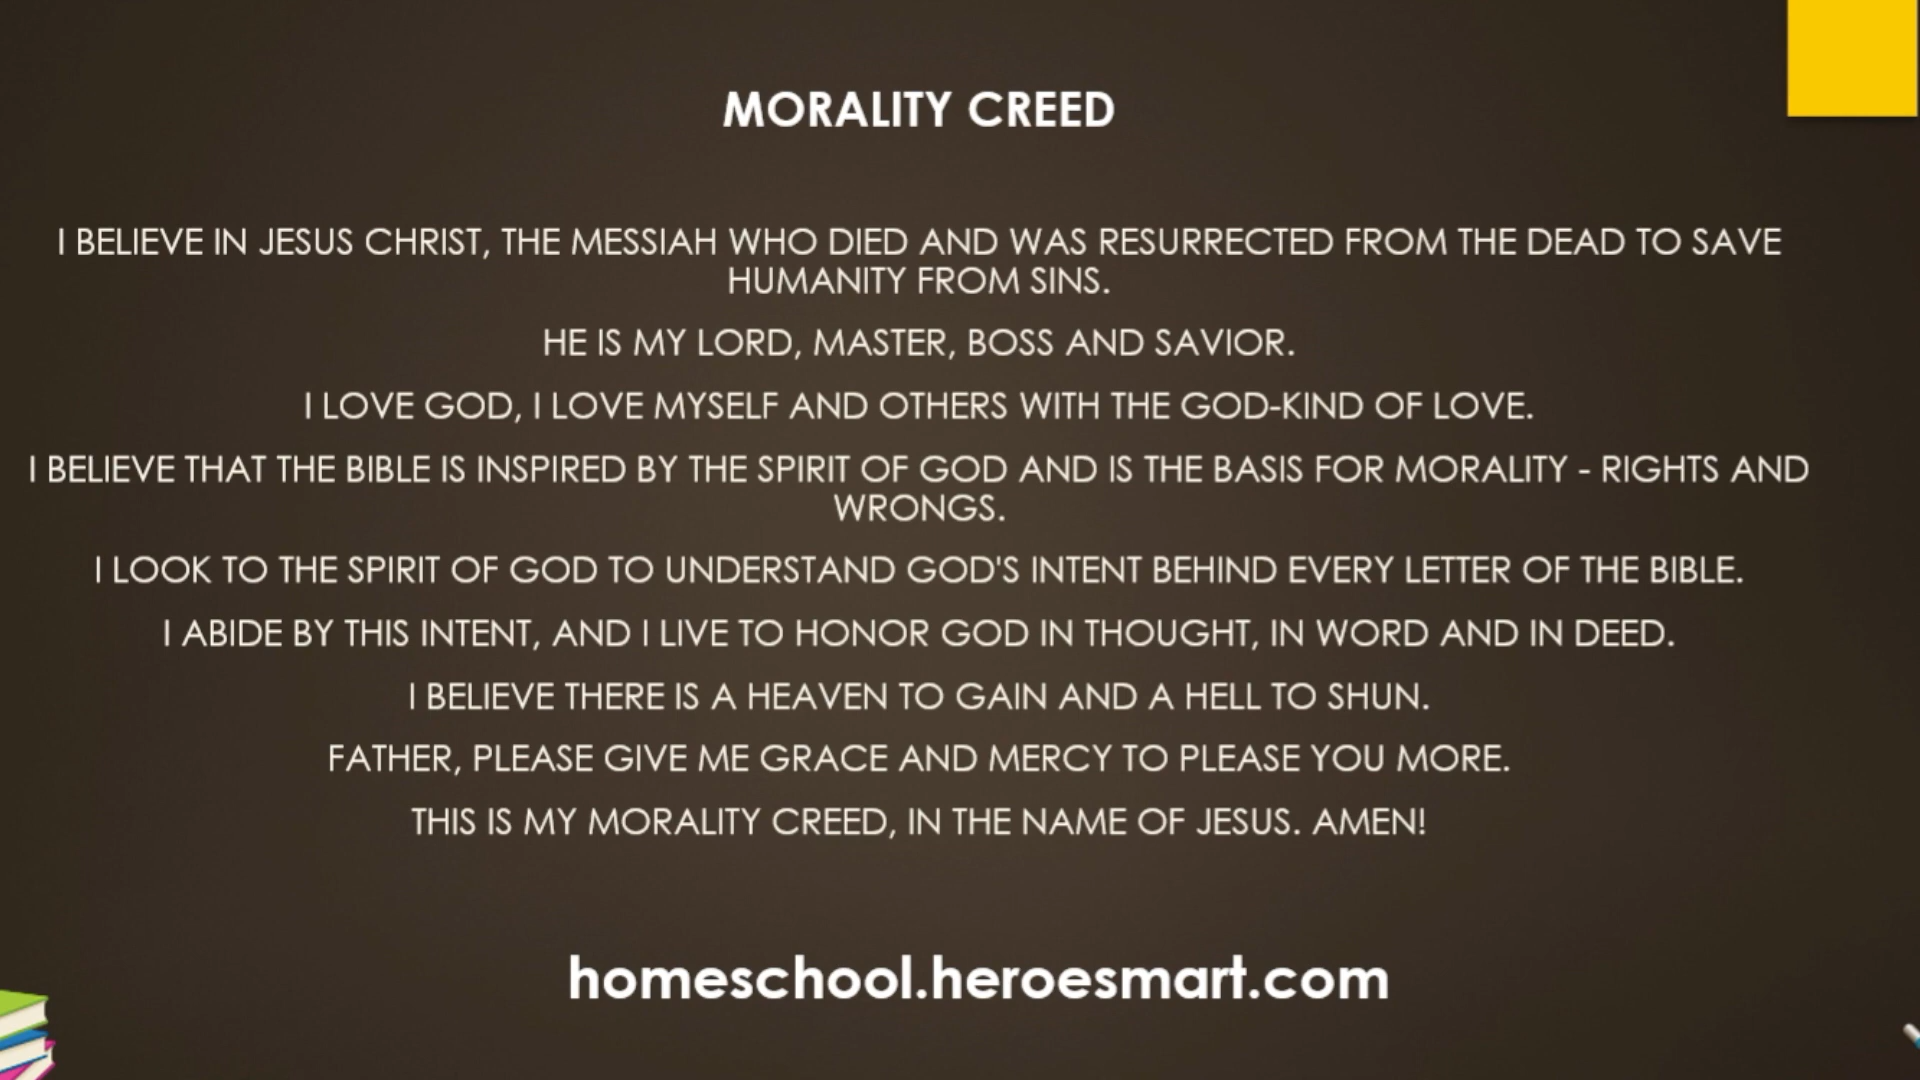 MORALITY CREED
I BELIEVE IN JESUS CHRIST, THE MESSIAH WHO DIED AND WAS RESURRECTED FROM THE DEAD TO SAVE
HUMANITY FROM SINS.
HE IS MY LORD, MASTER, BOSS AND SAVIOR.
I LOVE GOD, I LOVE MYSELF AND OTHERS WITH THE GOD-KIND OF LOVE.
I BELIEVE THAT THE BIBLE IS INSPIRED BY THE SPIRIT OF GOD AND IS THE BASIS FOR MORALITY - RIGHTS AND
WRONGS.
I LOOK TO THE SPIRIT OF GOD TO UNDERSTAND GOD'S INTENT BEHIND EVERY LETTER OF THE BIBLE.
I ABIDE BY THIS INTENT, AND I LIVE TO HONOR GOD IN THOUGHT, IN WORD AND IN DEED.
I BELIEVE THERE IS A HEAVEN TO GAIN AND A HELL TO SHUN.
FATHER, PLEASE GIVE ME GRACE AND MERCY TO PLEASE YOU MORE.
THIS IS MY MORALITY CREED, IN THE NAME OF JESUS. AMEN!
homeschool.heroesmart.com